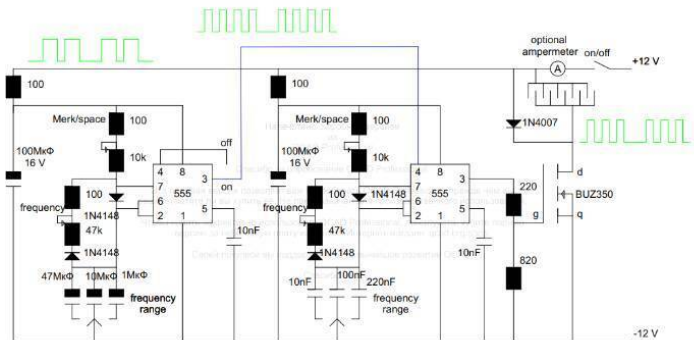 optional
ampermeter
on/off
A
+12 V
100
100
Merk/space
100
off
Merk/space
100
1N4007
100МкФ
16 V
10k
4
8
3
555
7
6
2
1
5
on
100МкФ
16 V
10k
4
8
3
555
7
6
2
1
5
d
BUZ350
g
q
220
100
1N4148
frequency
47k
1N4148
10nF
100
1N4148
frequency
47k
1N4148
10nF
820
47МкФ
10МкФ
1МкФ
frequency
range
10nF
100nF
220nF
frequency
range
-12 V